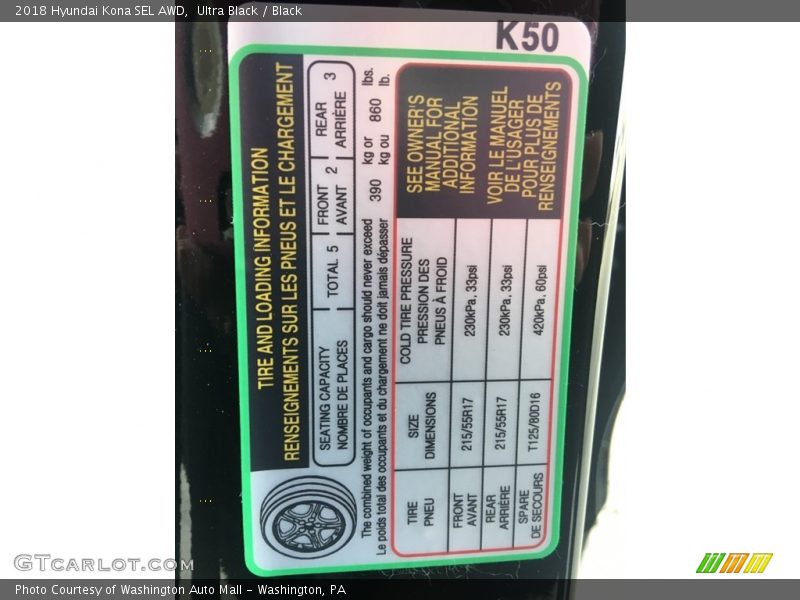 2018 Hyundai Kona SEL AWD, Ultra Black / Black
K50
TIRE AND LOADING INFORMATION
RENSEIGNEMENTS SUR LES PNEUS ET LE CHARGEMENT
SEATING CAPACITY
NOMBRE DE PLACES
TOTAL 5
FRONT
AVANT
2
REAR
ARRIÈRE
3
The combined weight of occupants and cargo should never exceed
Le poids total des occupants et du chargement ne doit jamais dépasser
390
kg or
kg ou
860
lbs.
lb.
TIRE
PNEU
SIZE
DIMENSIONS
COLD TIRE PRESSURE
PRESSION DES
PNEUS À FROID
FRONT
AVANT
215/55R17
230kPa, 33psi
REAR
ARRIÈRE
215/55R17
230kPa, 33psi
SPARE
DE SECOURS
T125/80D16
420kPa, 60psi
SEE OWNER'S
MANUAL FOR
ADDITIONAL
INFORMATION
VOIR LE MANUEL
DE L'USAGER
POUR PLUS DE
RENSEIGNEMENTS
GTCarLot.com
Photo Courtesy of Washington Auto Mall - Washington, PA